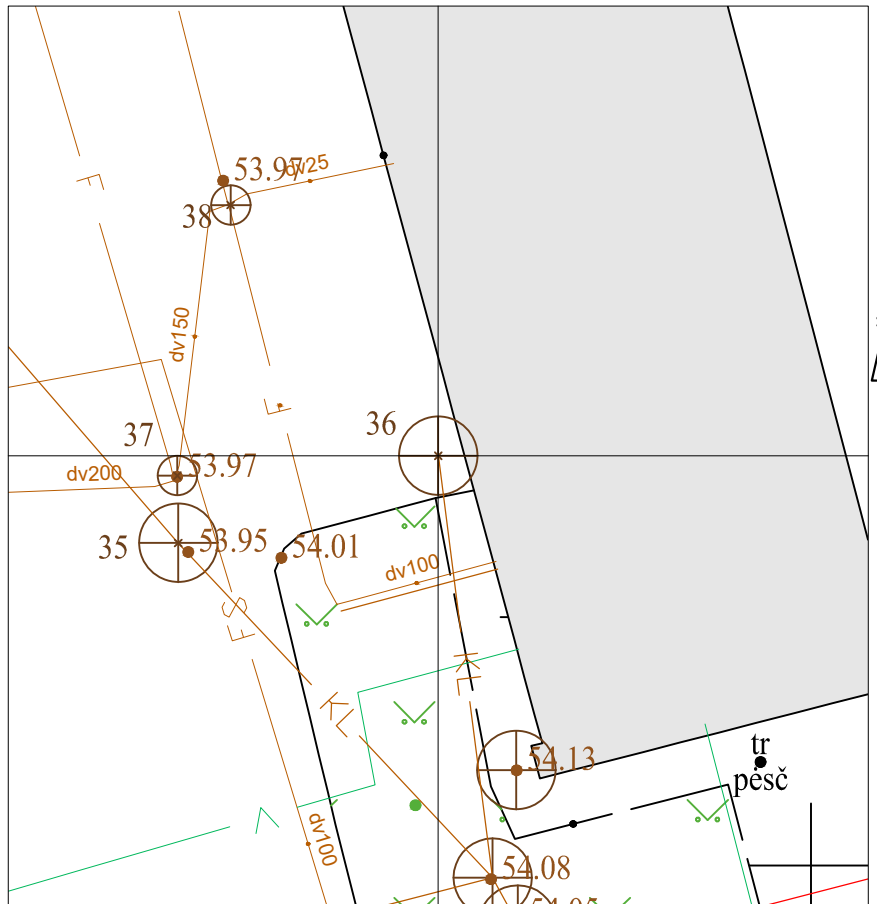 53.97
dv25
F
38
dv150
F
36
37
53.97
dv200
35
53.95
54.01
dv100
FS
KL
KL
tr
54.13
pesč
dv100
54.08